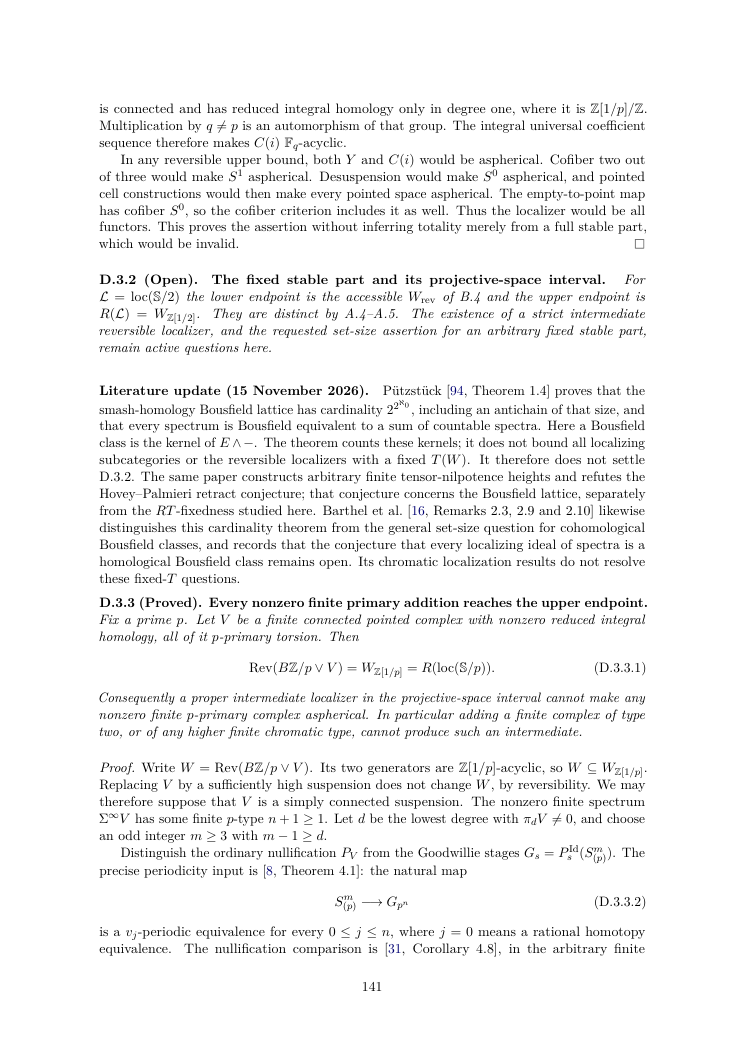 is connected and has reduced integral homology only in degree one, where it is ℤ[1/p]/ℤ.
Multiplication by q ≠ p is an automorphism of that group. The integral universal coefficient
sequence therefore makes C(i) 𝔽_q-acyclic.
In any reversible upper bound, both Y and C(i) would be aspherical. Cofiber two out
of three would make S¹ aspherical. Desuspension would make S⁰ aspherical, and pointed
cell constructions would then make every pointed space aspherical. The empty-to-point map
has cofiber S⁰, so the cofiber criterion includes it as well. Thus the localizer would be all
functors. This proves the assertion without inferring totality merely from a full stable part,
which would be invalid. □
D.3.2 (Open). The fixed stable part and its projective-space interval. For
ℒ = loc(𝕊/2) the lower endpoint is the accessible W_rev of B.4 and the upper endpoint is
R(ℒ) = W_ℤ[1/2]. They are distinct by A.4–A.5. The existence of a strict intermediate
reversible localizer, and the requested set-size assertion for an arbitrary fixed stable part,
remain active questions here.
Literature update (15 November 2026). Pützstück [94, Theorem 1.4] proves that the
smash-homology Bousfield lattice has cardinality 2^{2^{ℵ₀}}, including an antichain of that size, and
that every spectrum is Bousfield equivalent to a sum of countable spectra. Here a Bousfield
class is the kernel of E ∧ −. The theorem counts these kernels; it does not bound all localizing
subcategories or the reversible localizers with a fixed T(W). It therefore does not settle
D.3.2. The same paper constructs arbitrary finite tensor-nilpotence heights and refutes the
Hovey–Palmieri retract conjecture; that conjecture concerns the Bousfield lattice, separately
from the RT-fixedness studied here. Barthel et al. [16, Remarks 2.3, 2.9 and 2.10] likewise
distinguishes this cardinality theorem from the general set-size question for cohomological
Bousfield classes, and records that the conjecture that every localizing ideal of spectra is a
homological Bousfield class remains open. Its chromatic localization results do not resolve
these fixed-T questions.
D.3.3 (Proved). Every nonzero finite primary addition reaches the upper endpoint.
Fix a prime p. Let V be a finite connected pointed complex with nonzero reduced integral
homology, all of it p-primary torsion. Then
Rev(Bℤ/p ∨ V) = W_ℤ[1/p] = R(loc(𝕊/p)). (D.3.3.1)
Consequently a proper intermediate localizer in the projective-space interval cannot make any
nonzero finite p-primary complex aspherical. In particular adding a finite complex of type
two, or of any higher finite chromatic type, cannot produce such an intermediate.
Proof. Write W = Rev(Bℤ/p ∨ V). Its two generators are ℤ[1/p]-acyclic, so W ⊆ W_ℤ[1/p].
Replacing V by a sufficiently high suspension does not change W, by reversibility. We may
therefore suppose that V is a simply connected suspension. The nonzero finite spectrum
Σ^∞V has some finite p-type n + 1 ≥ 1. Let d be the lowest degree with π_dV ≠ 0, and choose
an odd integer m ≥ 3 with m − 1 ≥ d.
Distinguish the ordinary nullification P_V from the Goodwillie stages G_s = P_s^Id(S^m_(p)). The
precise periodicity input is [8, Theorem 4.1]: the natural map
S^m_(p) ⟶ G_{p^n} (D.3.3.2)
is a v_j-periodic equivalence for every 0 ≤ j ≤ n, where j = 0 means a rational homotopy
equivalence. The nullification comparison is [31, Corollary 4.8], in the arbitrary finite
141